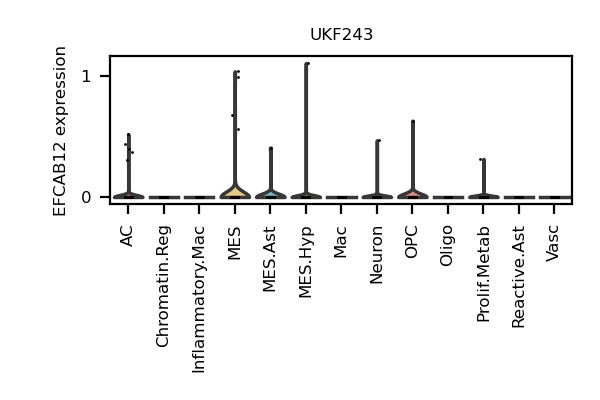 UKF243
EFCAB12 expression
1
0
AC
Chromatin.Reg
Inflammatory.Mac
MES
MES.Ast
MES.Hyp
Mac
Neuron
OPC
Oligo
Prolif.Metab
Reactive.Ast
Vasc